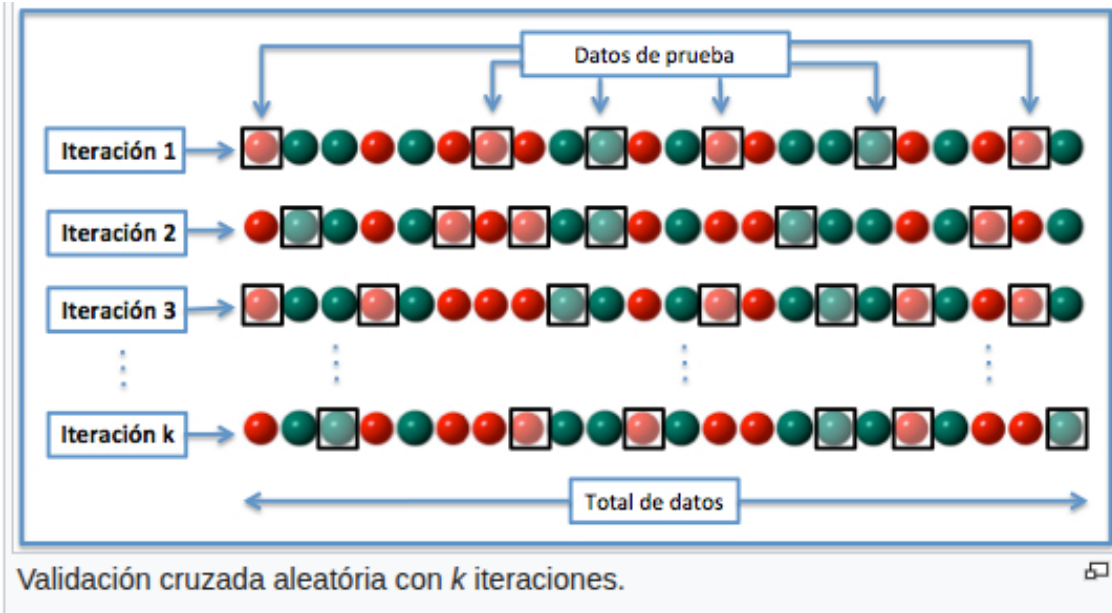 Datos de prueba
Iteración 1
Iteración 2
Iteración 3
Iteración k
Total de datos
Validación cruzada aleatória con k iteraciones.